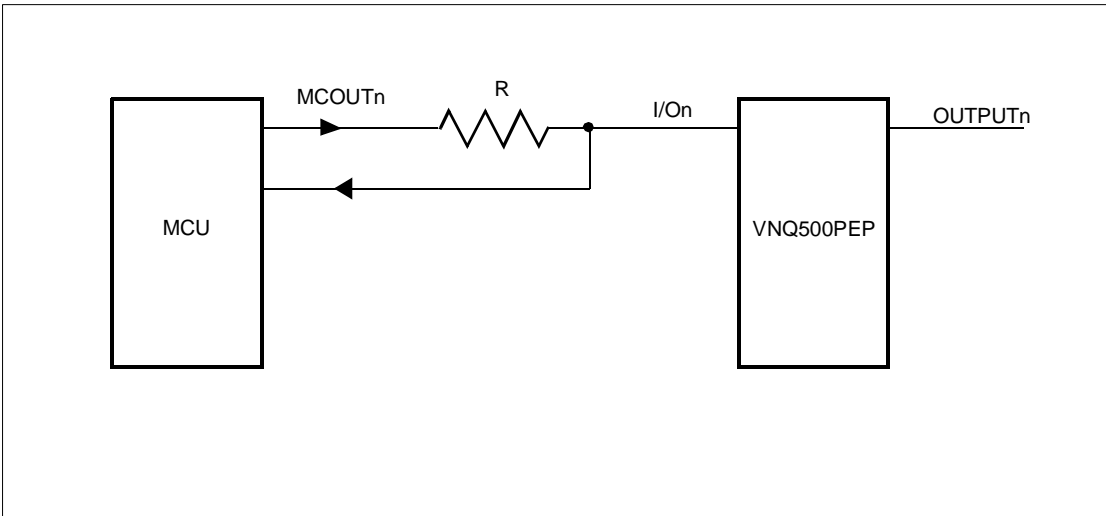 MCOUTn
R
I/On
OUTPUTn
MCU
VNQ500PEP